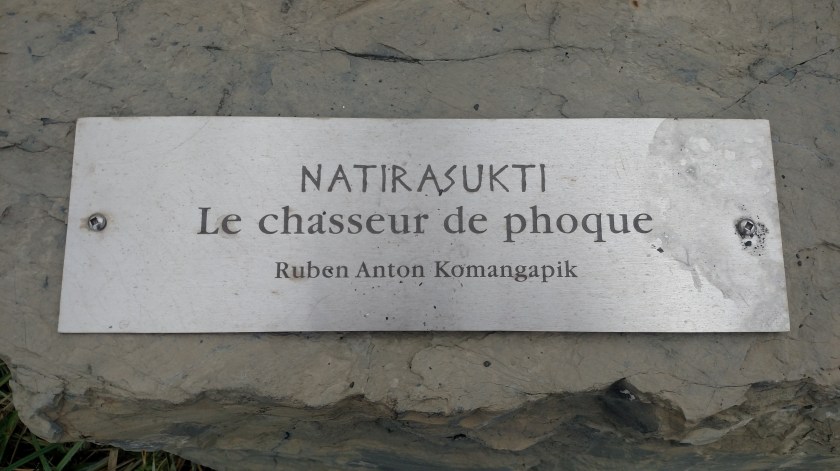 NATIRASUKTI
Le chasseur de phoque
Ruben Anton Komangapik